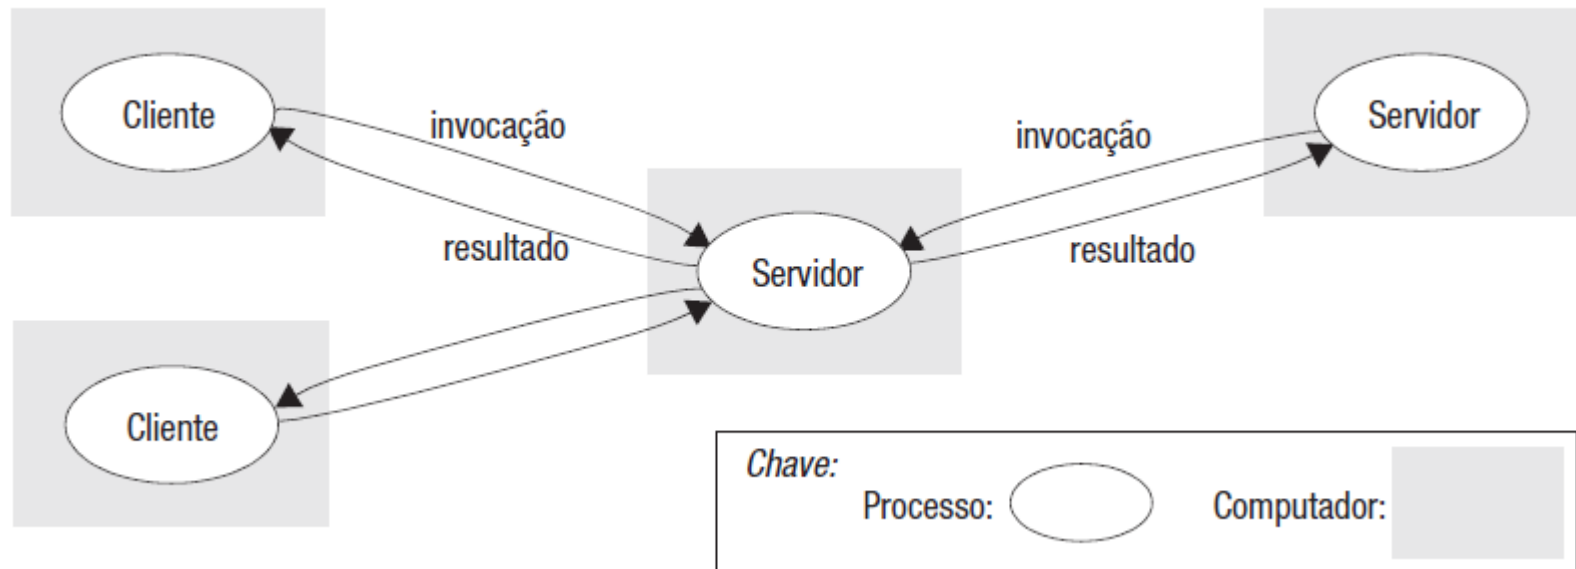 Cliente
invocação
resultado
Servidor
invocação
resultado
Servidor
Cliente
Chave:
Processo:
Computador: